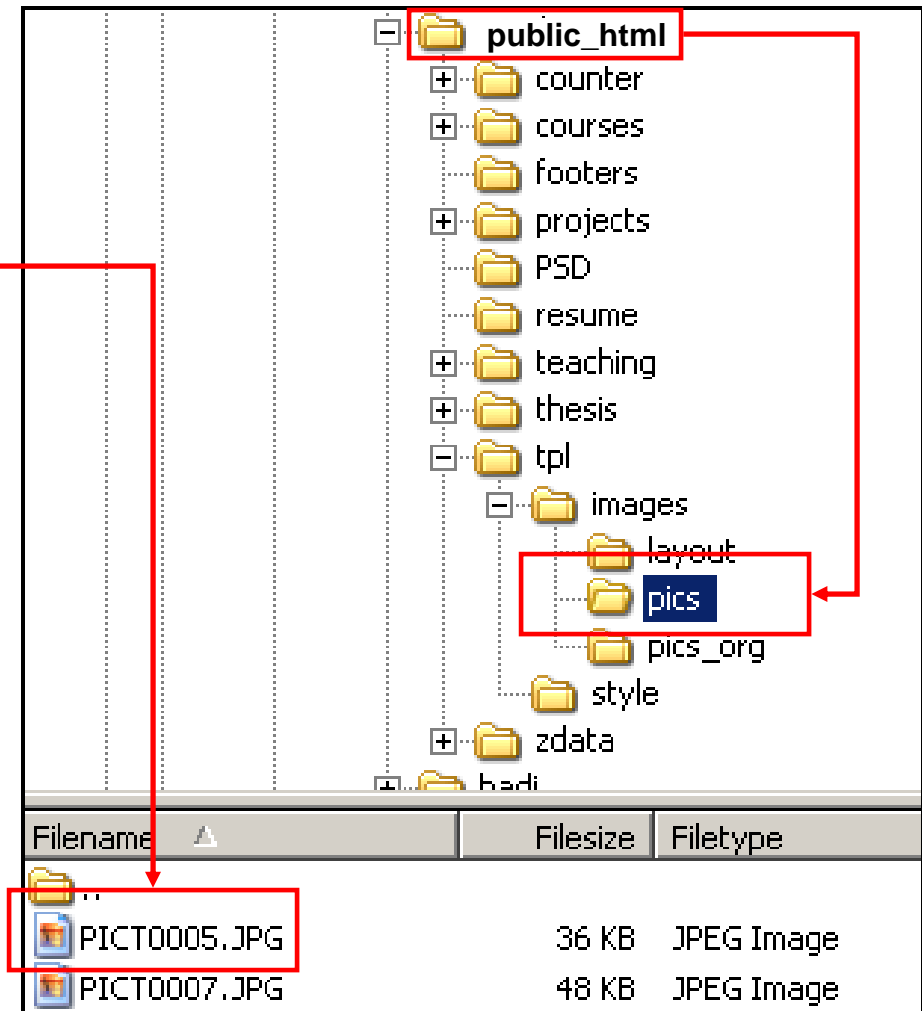 public_html
counter
courses
footers
projects
PSD
resume
teaching
thesis
tpl
images
layout
pics
pics_org
style
zdata
hadi
Filename Filesize Filetype
..
PICT0005.JPG 36 KB JPEG Image
PICT0007.JPG 48 KB JPEG Image